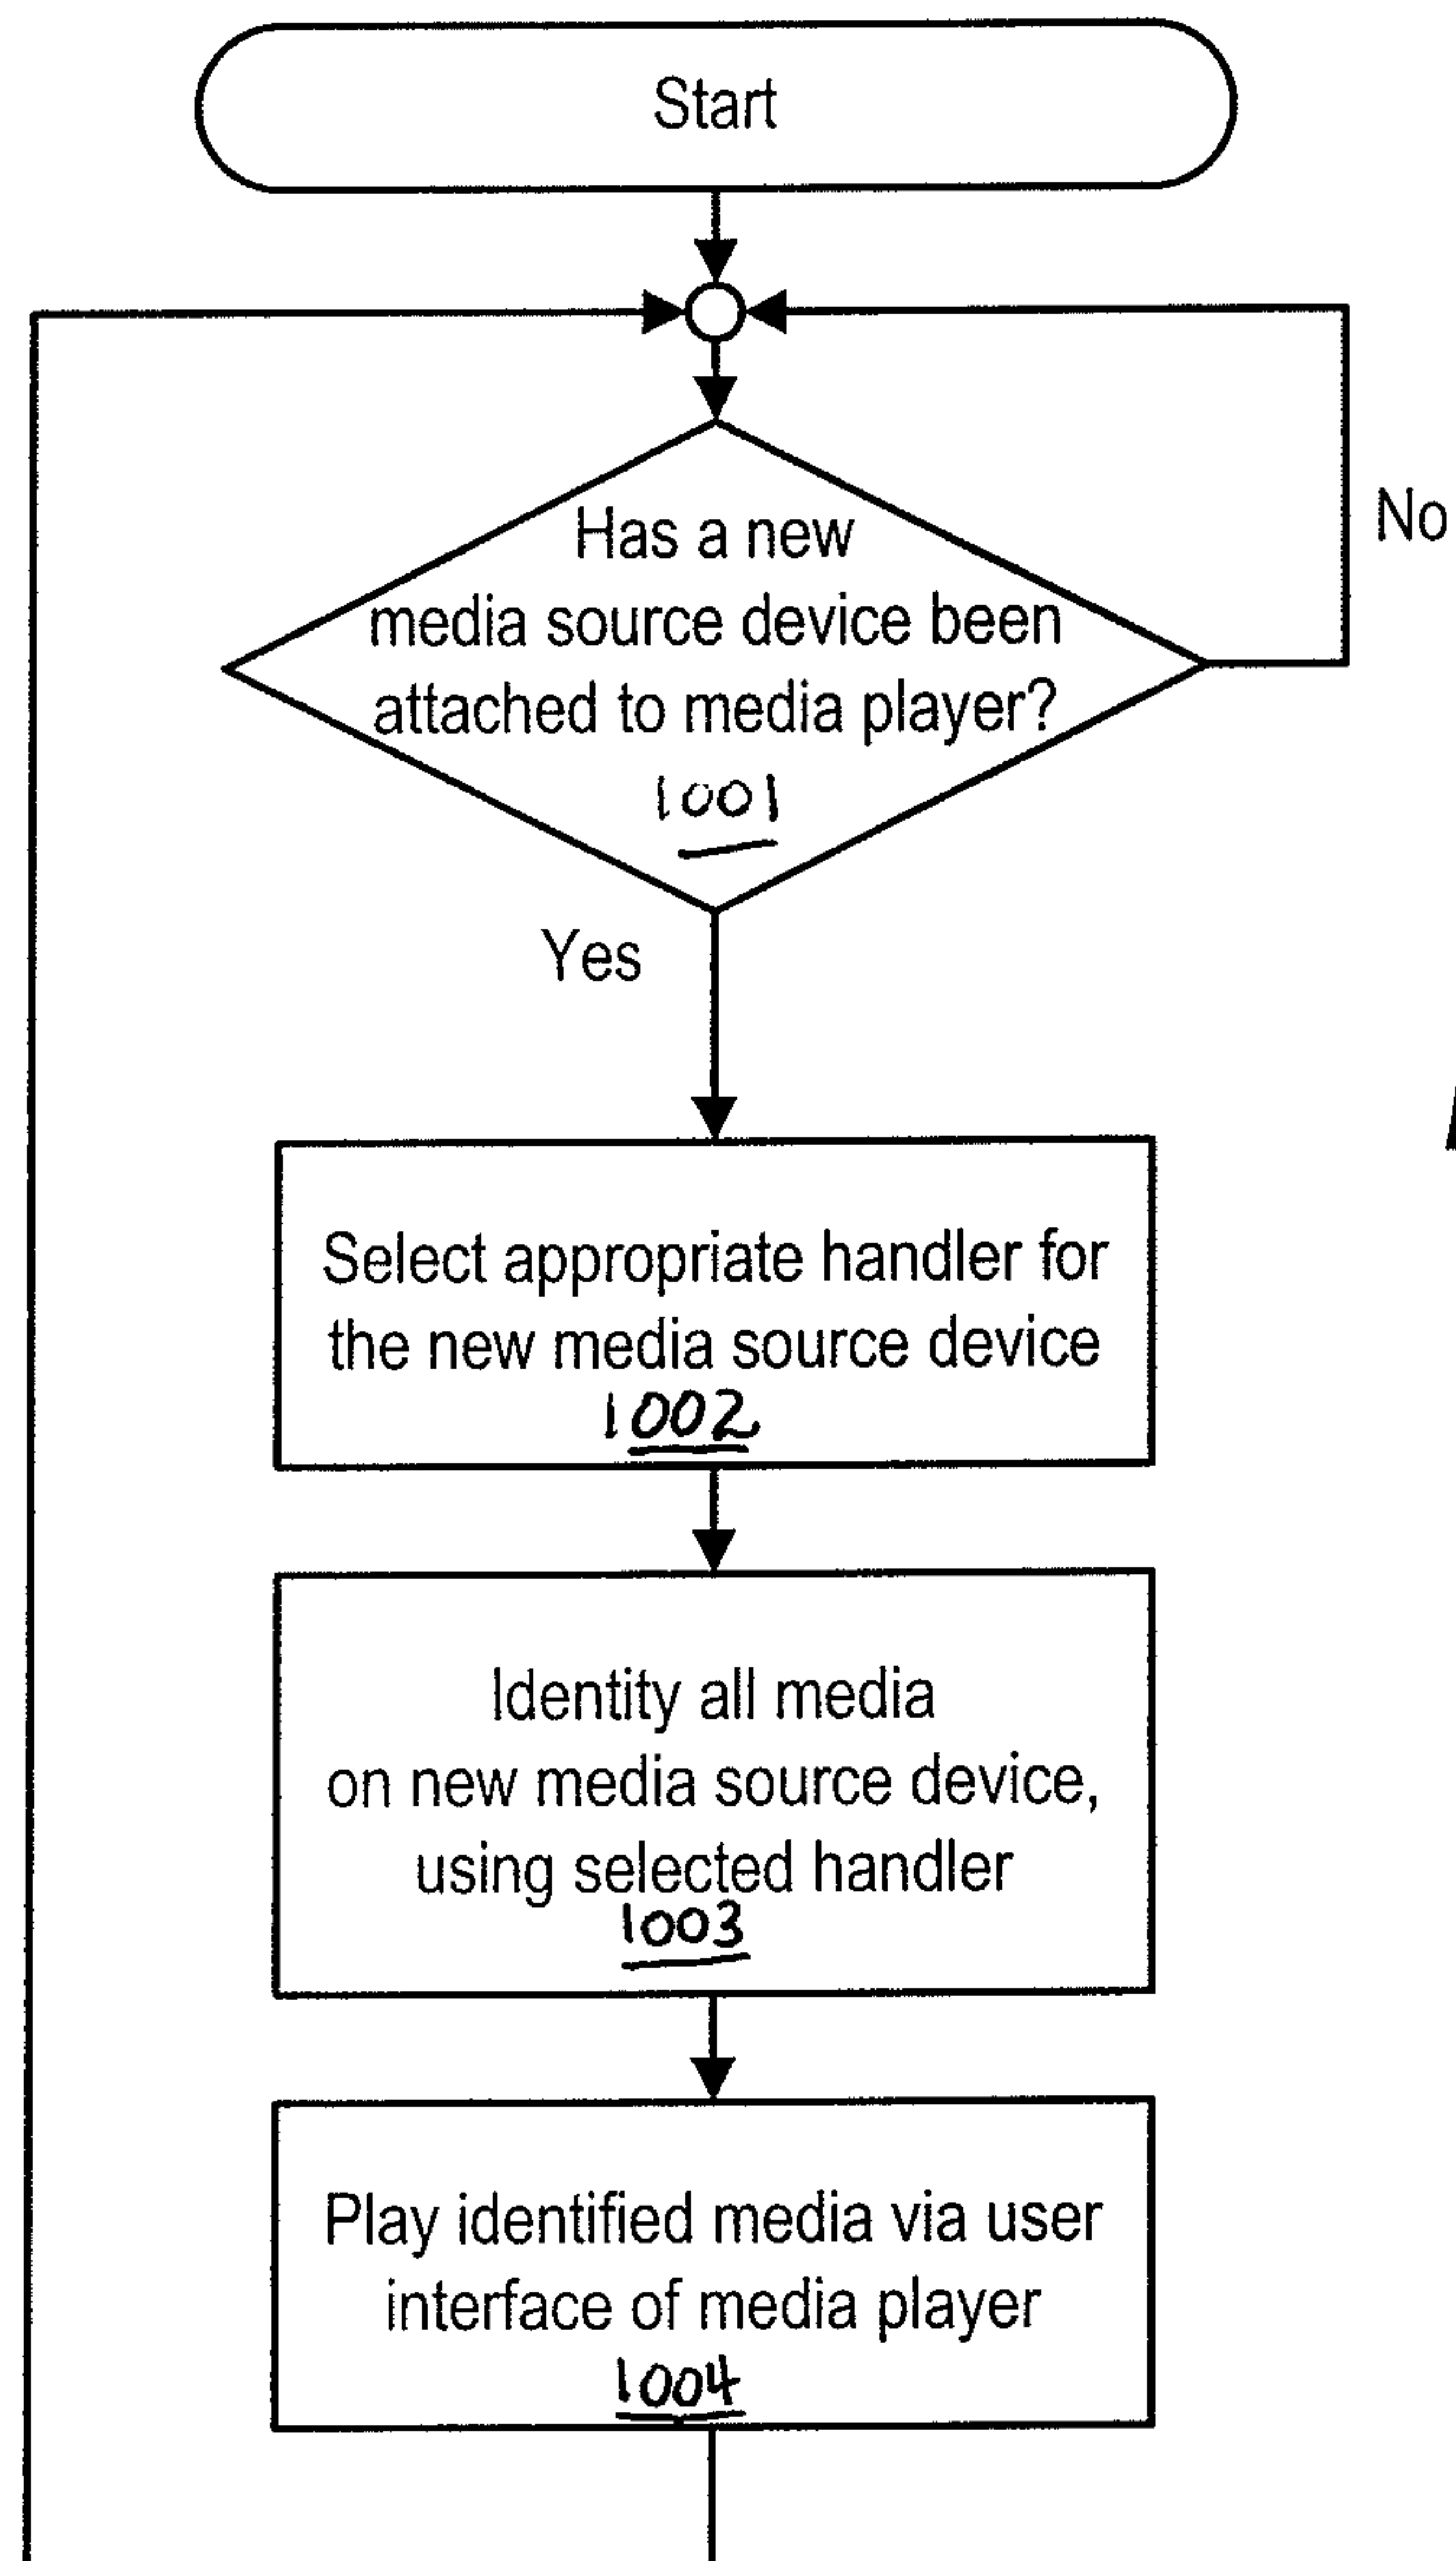 Start
Has a new
media source device been
attached to media player?
1001
No
Yes
Select appropriate handler for
the new media source device
1002
Identity all media
on new media source device,
using selected handler
1003
Play identified media via user
interface of media player
1004